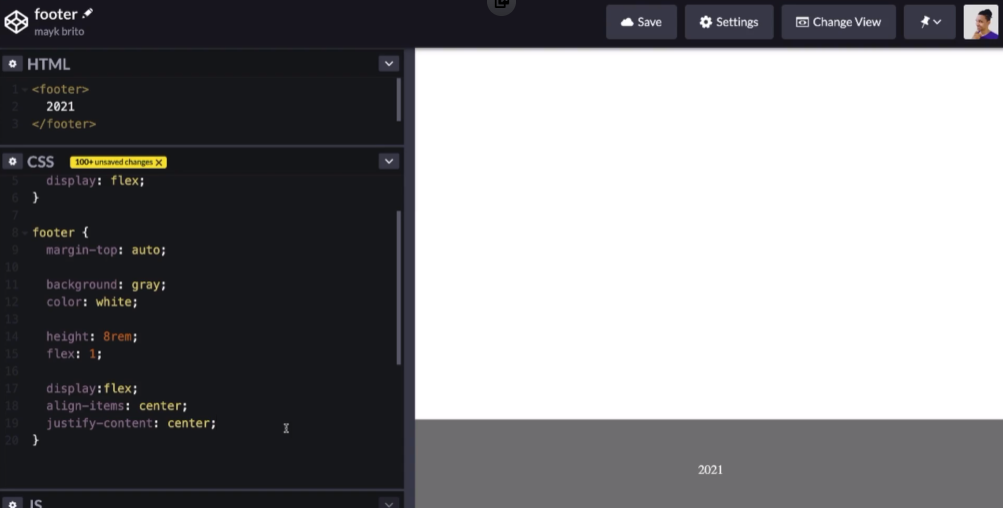 footer
mayk brito
Save
Settings
Change View
HTML
1 <footer>
2 2021
3 </footer>
CSS 100+ unsaved changes X
5 display: flex;
6 }
7
8 footer {
9 margin-top: auto;
10
11 background: gray;
12 color: white;
13
14 height: 8rem;
15 flex: 1;
16
17 display:flex;
18 align-items: center;
19 justify-content: center;
20 }
JS
2021